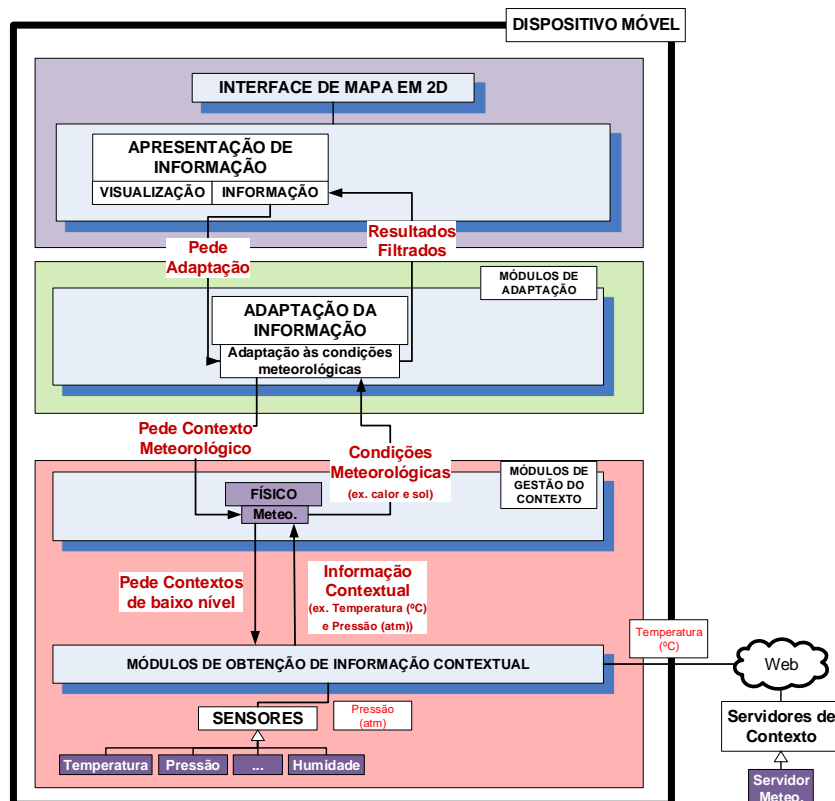 DISPOSITIVO MÓVEL
INTERFACE DE MAPA EM 2D
APRESENTAÇÃO DE
INFORMAÇÃO
VISUALIZAÇÃO
INFORMAÇÃO
Pede
Adaptação
Resultados
Filtrados
MÓDULOS DE
ADAPTAÇÃO
ADAPTAÇÃO DA
INFORMAÇÃO
Adaptação às condições
meteorológicas
Pede Contexto
Meteorológico
Condições
Meteorológicas
(ex. calor e sol)
MÓDULOS DE
GESTÃO DO
CONTEXTO
FÍSICO
Meteo.
Pede Contextos
de baixo nível
Informação
Contextual
(ex. Temperatura (ºC)
e Pressão (atm))
Temperatura
(ºC)
Web
MÓDULOS DE OBTENÇÃO DE INFORMAÇÃO CONTEXTUAL
SENSORES
Pressão
(atm)
Servidores de
Contexto
Temperatura
Pressão
...
Humidade
Servidor
Meteo.